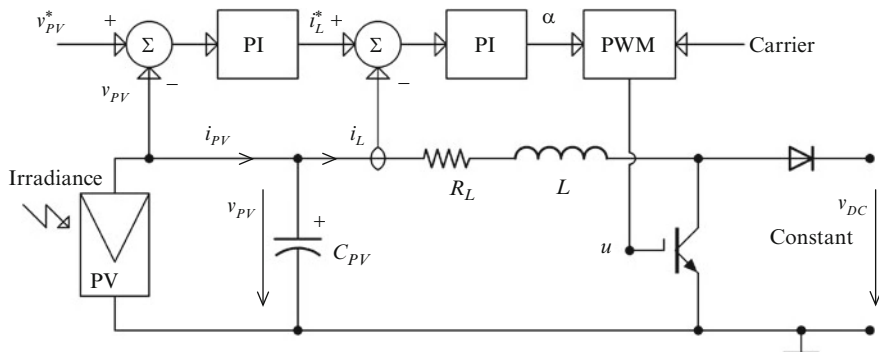 v*PV + Σ PI i*L + Σ PI α PWM Carrier
vPV − −
iPV iL
Irradiance
PV
vPV
+
CPV
RL L
u
Constant
vDC